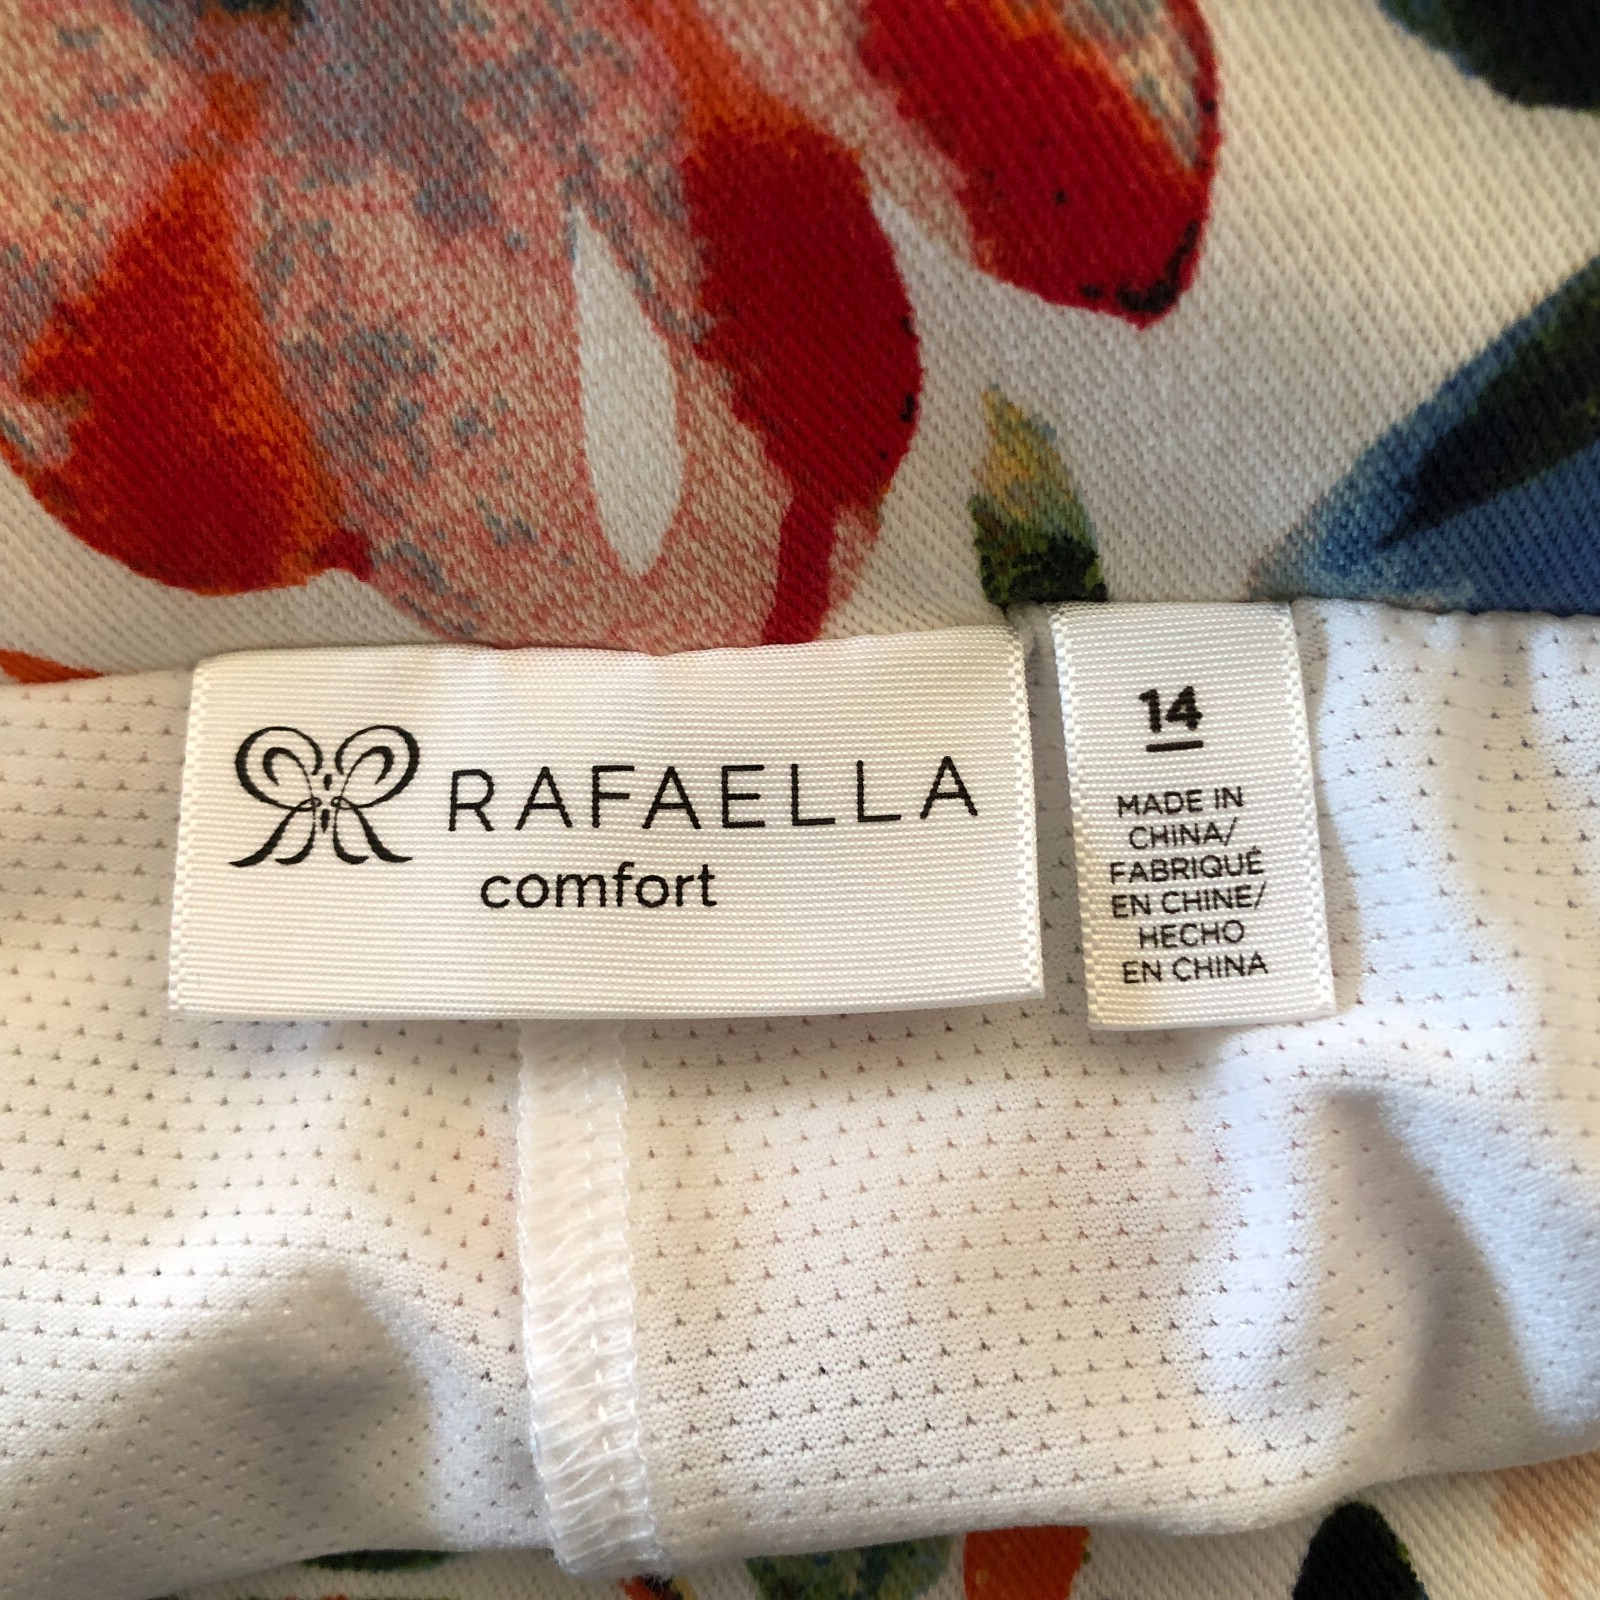 RAFAELLA
comfort
14
MADE IN
CHINA/
FABRIQUÉ
EN CHINE/
HECHO
EN CHINA